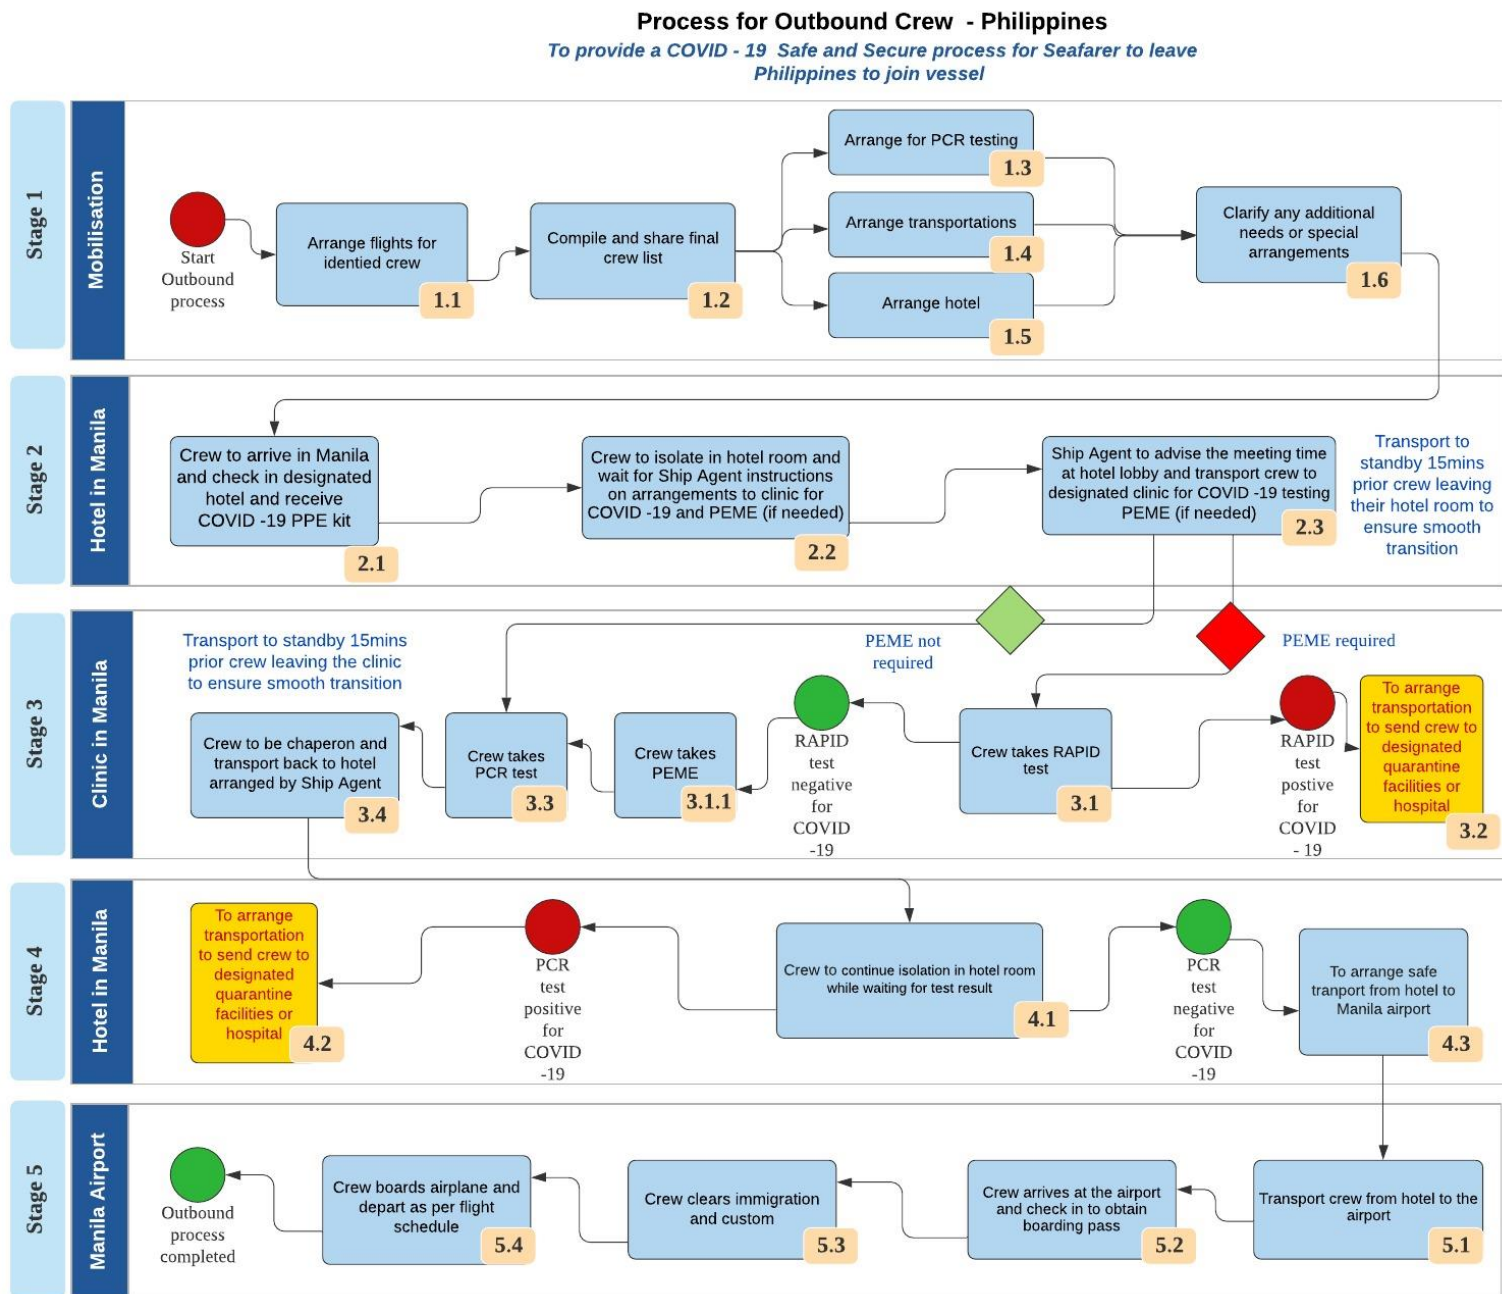 Process for Outbound Crew - Philippines
To provide a COVID - 19 Safe and Secure process for Seafarer to leave
Philippines to join vessel
Stage 1
Mobilisation
Start
Outbound
process
Arrange flights for
identied crew
1.1
Compile and share final
crew list
1.2
Arrange for PCR testing
1.3
Arrange transportations
1.4
Arrange hotel
1.5
Clarify any additional
needs or special
arrangements
1.6
Stage 2
Hotel in Manila
Crew to arrive in Manila
and check in designated
hotel and receive
COVID -19 PPE kit
2.1
Crew to isolate in hotel room and
wait for Ship Agent instructions
on arrangements to clinic for
COVID -19 and PEME (if needed)
2.2
Ship Agent to advise the meeting time
at hotel lobby and transport crew to
designated clinic for COVID -19 testing
PEME (if needed)
2.3
Transport to
standby 15mins
prior crew leaving
their hotel room to
ensure smooth
transition
Stage 3
Clinic in Manila
Transport to standby 15mins
prior crew leaving the clinic
to ensure smooth transition
PEME not
required
PEME required
Crew to be chaperon and
transport back to hotel
arranged by Ship Agent
3.4
Crew takes
PCR test
3.3
Crew takes
PEME
3.1.1
RAPID
test
negative
for
COVID
-19
Crew takes RAPID
test
3.1
RAPID
test
postive
for
COVID
- 19
To arrange
transportation
to send crew to
designated
quarantine
facilities or
hospital
3.2
Stage 4
Hotel in Manila
To arrange
transportation
to send crew to
designated
quarantine
facilities or
hospital
4.2
PCR
test
positive
for
COVID
-19
Crew to continue isolation in hotel room
while waiting for test result
4.1
PCR
test
negative
for
COVID
-19
To arrange safe
tranport from hotel to
Manila airport
4.3
Stage 5
Manila Airport
Outbound
process
completed
Crew boards airplane and
depart as per flight
schedule
5.4
Crew clears immigration
and custom
5.3
Crew arrives at the airport
and check in to obtain
boarding pass
5.2
Transport crew from hotel to the
airport
5.1